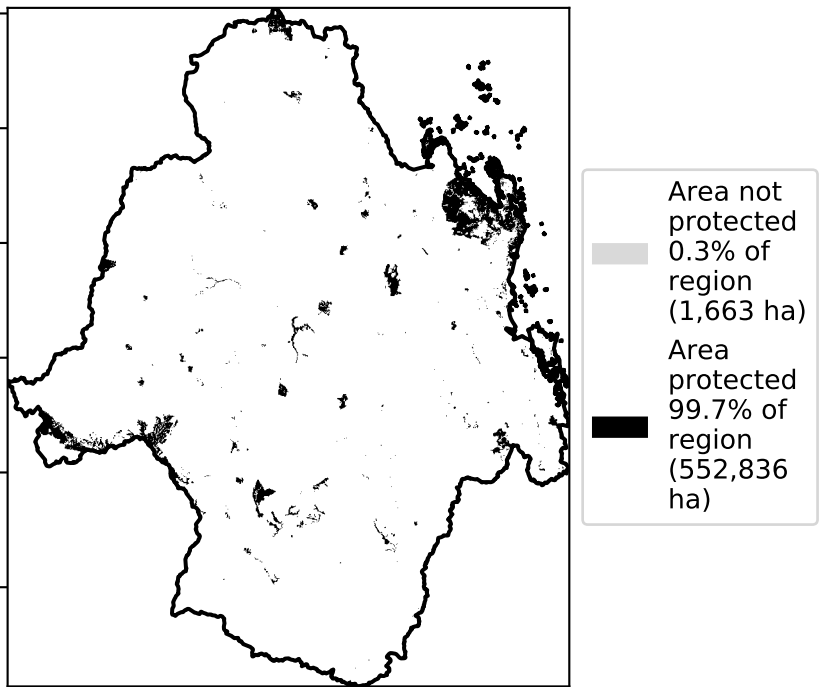 Area not
protected
0.3% of
region
(1,663 ha)
Area
protected
99.7% of
region
(552,836
ha)